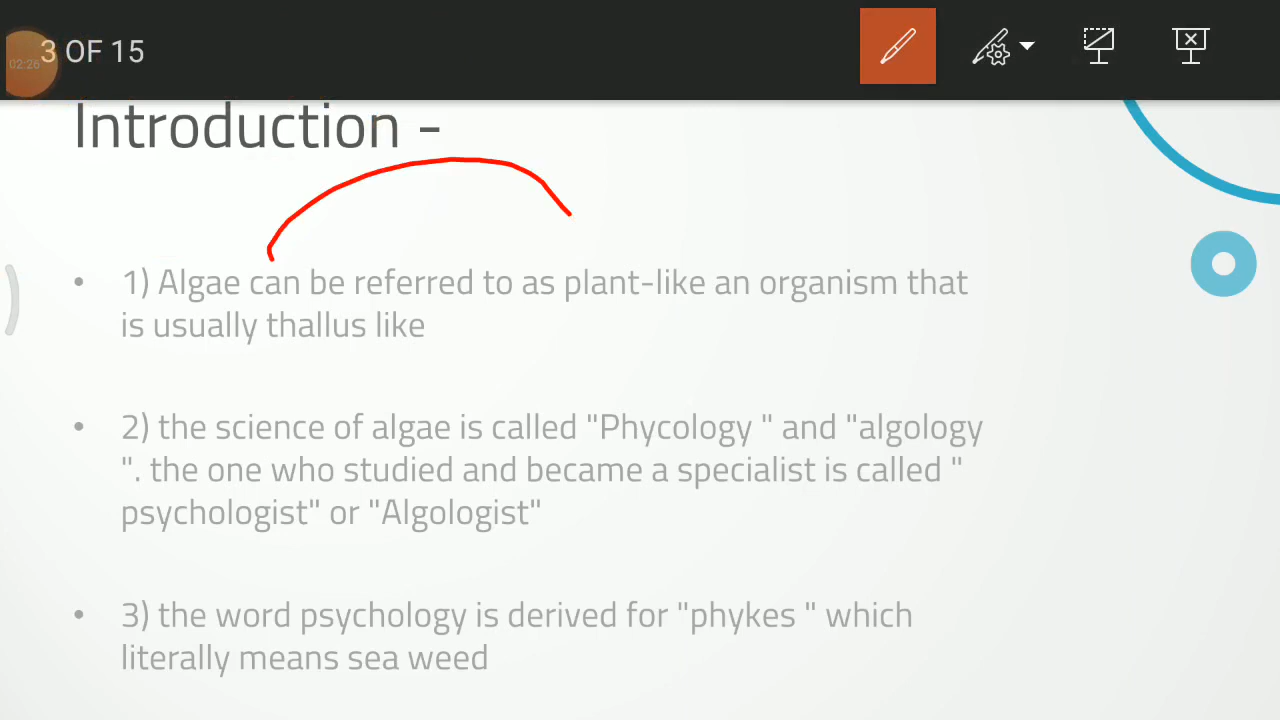 02:26
3 OF 15
Introduction -
• 1) Algae can be referred to as plant-like an organism that
is usually thallus like
• 2) the science of algae is called "Phycology " and "algology
". the one who studied and became a specialist is called "
psychologist" or "Algologist"
• 3) the word psychology is derived for "phykes " which
literally means sea weed